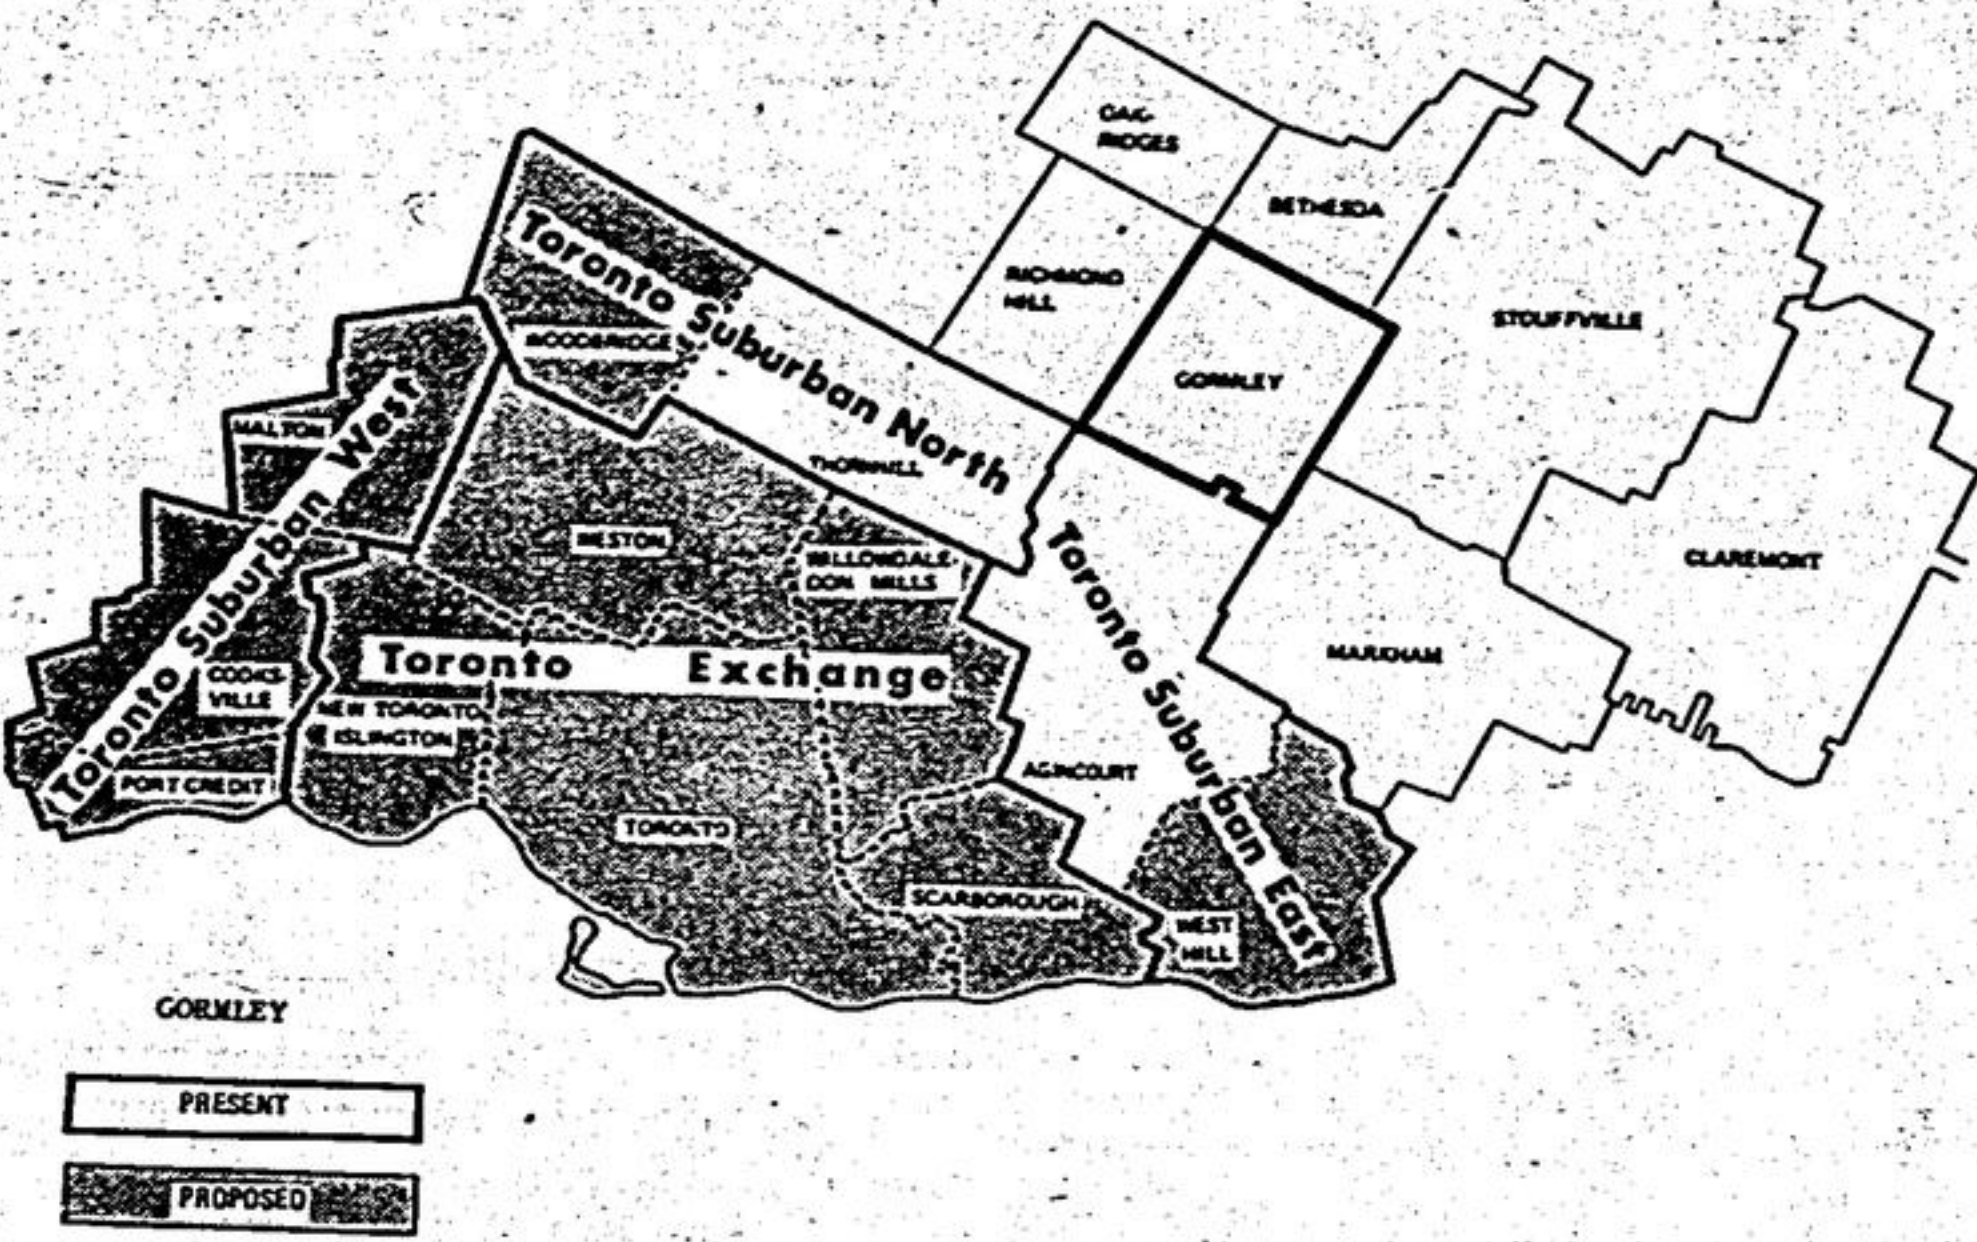 OAK
RIDGES
BETHESDA
RICHMOND
HILL
STOUFFVILLE
GORMLEY
CLAREMONT
MARKHAM
Toronto Suburban North
WOODBRIDGE
THORNHILL
Toronto Suburban West
MALTON
COOKS-
VILLE
PORT CREDIT
WESTON
WILLOWDALE-
DON MILLS
Toronto Exchange
NEW TORONTO
ISLINGTON
TORONTO
SCARBOROUGH
Toronto Suburban East
AGINCOURT
WEST
HILL
GORMLEY
PRESENT
PROPOSED